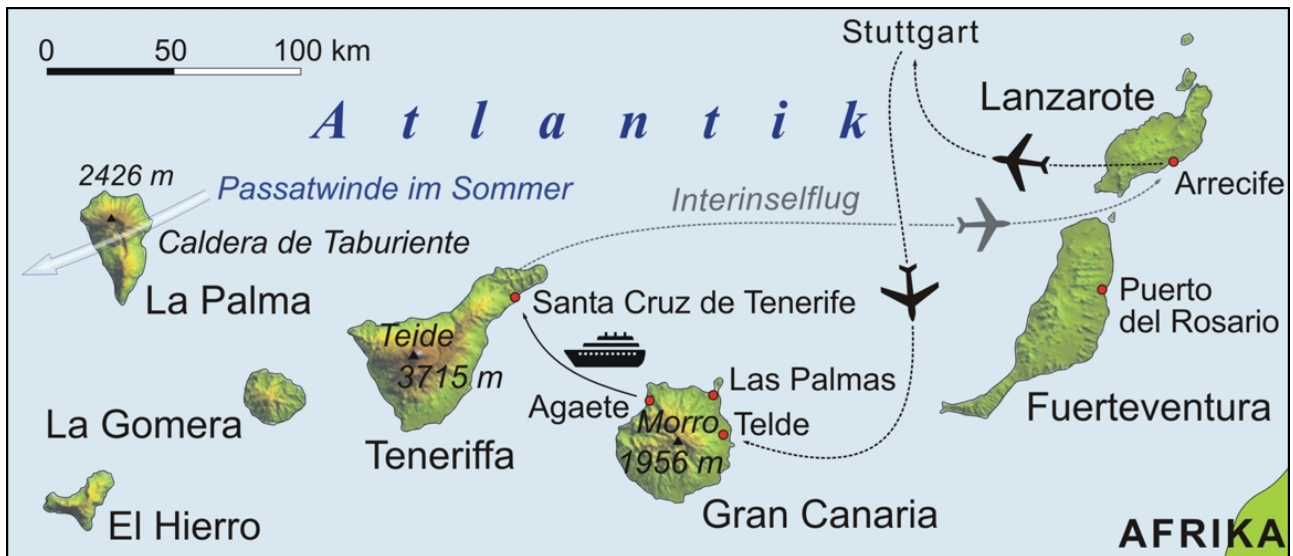 0 50 100 km
Stuttgart
Atlantik
Lanzarote
2426 m
Passatwinde im Sommer
Interinselflug
Arrecife
Caldera de Taburiente
La Palma
Santa Cruz de Tenerife
Puerto
del Rosario
Teide
3715 m
Las Palmas
Agaete
Morro
Telde
Fuerteventura
La Gomera
Teneriffa
1956 m
Gran Canaria
El Hierro
AFRIKA